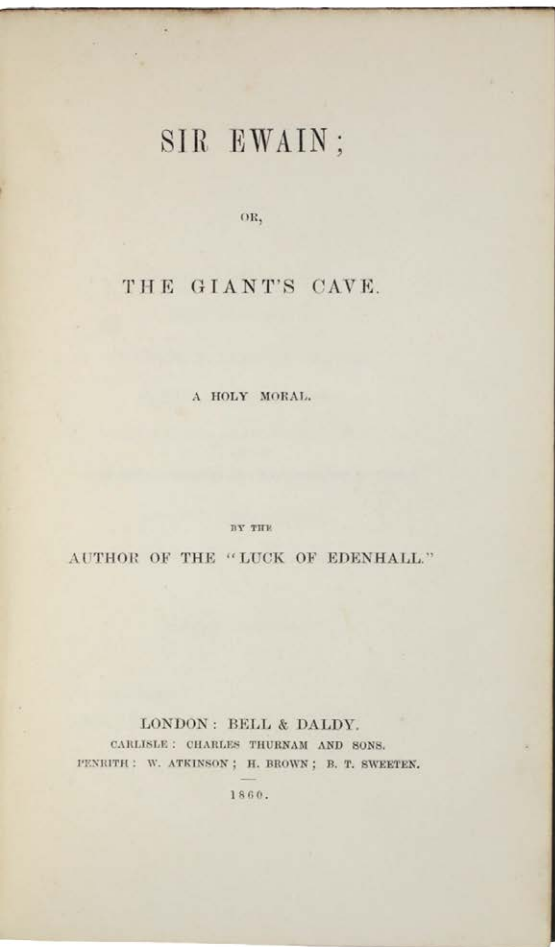 SIR EWAIN;
OR,
THE GIANT'S CAVE.
A HOLY MORAL.
BY THE
AUTHOR OF THE "LUCK OF EDENHALL."
LONDON: BELL & DALDY.
CARLISLE: CHARLES THURNAM AND SONS.
PENRITH: W. ATKINSON; H. BROWN; B. T. SWEETEN.
1860.